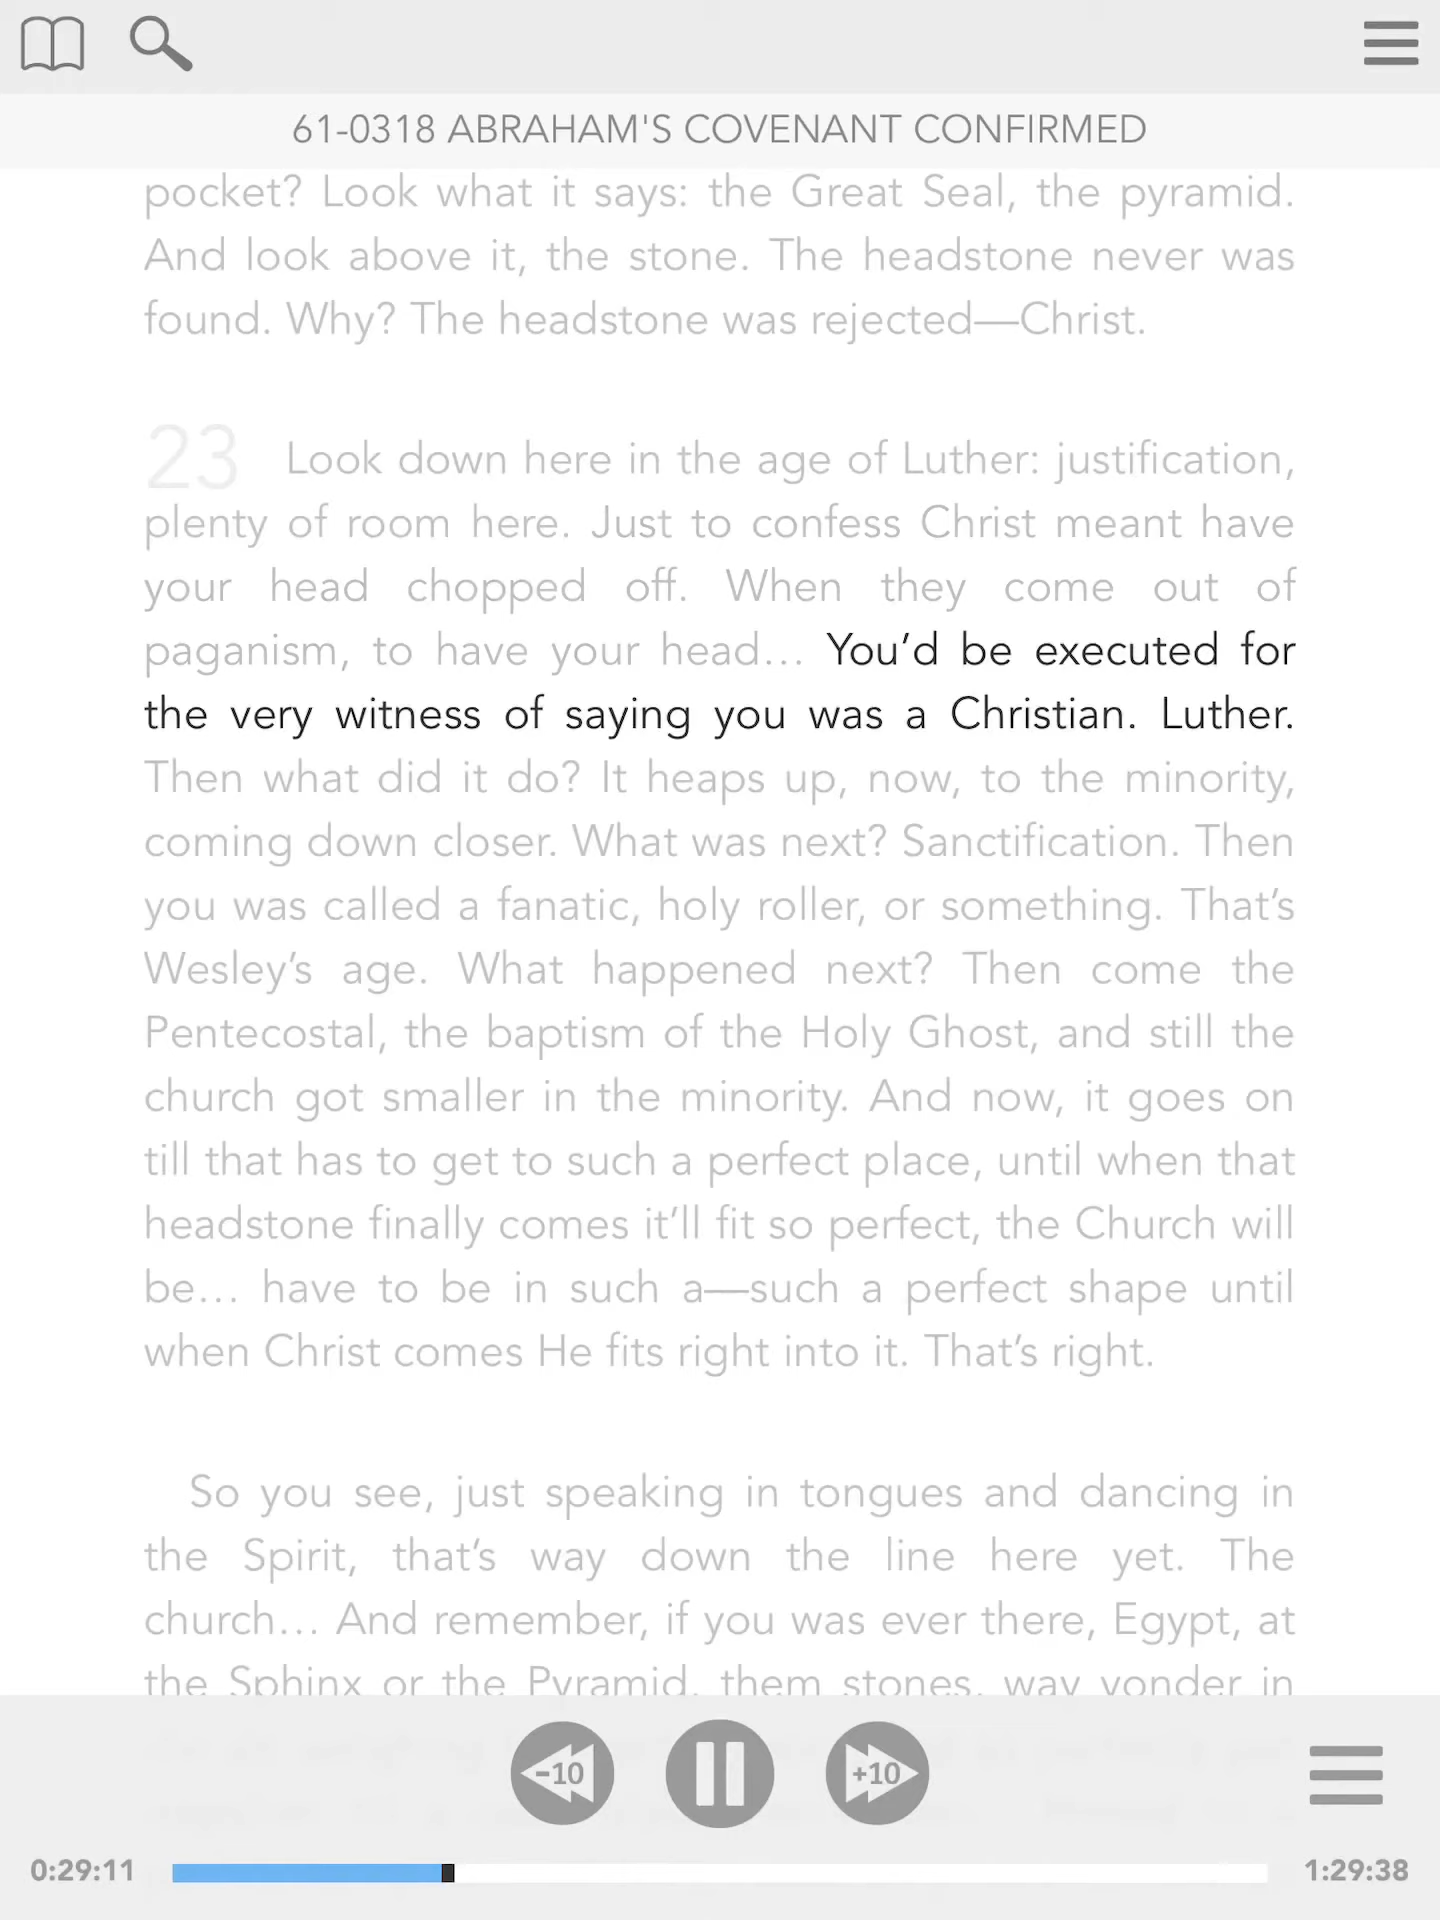 61-0318 ABRAHAM'S COVENANT CONFIRMED
pocket? Look what it says: the Great Seal, the pyramid.
And look above it, the stone. The headstone never was
found. Why? The headstone was rejected—Christ.
23 Look down here in the age of Luther: justification,
plenty of room here. Just to confess Christ meant have
your head chopped off. When they come out of
paganism, to have your head… You’d be executed for
the very witness of saying you was a Christian. Luther.
Then what did it do? It heaps up, now, to the minority,
coming down closer. What was next? Sanctification. Then
you was called a fanatic, holy roller, or something. That’s
Wesley’s age. What happened next? Then come the
Pentecostal, the baptism of the Holy Ghost, and still the
church got smaller in the minority. And now, it goes on
till that has to get to such a perfect place, until when that
headstone finally comes it’ll fit so perfect, the Church will
be… have to be in such a—such a perfect shape until
when Christ comes He fits right into it. That’s right.
So you see, just speaking in tongues and dancing in
the Spirit, that’s way down the line here yet. The
church… And remember, if you was ever there, Egypt, at
the Sphinx or the Pyramid, them stones, way yonder in
-10 +10
0:29:11 1:29:38